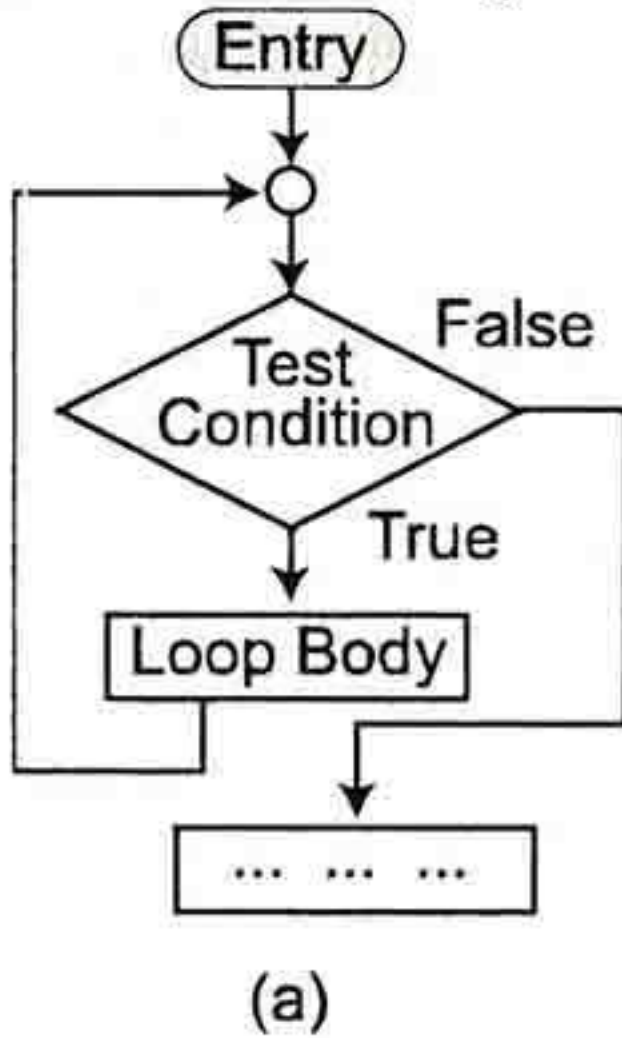 Entry
False
Test
Condition
True
Loop Body
... ... ...
(a)